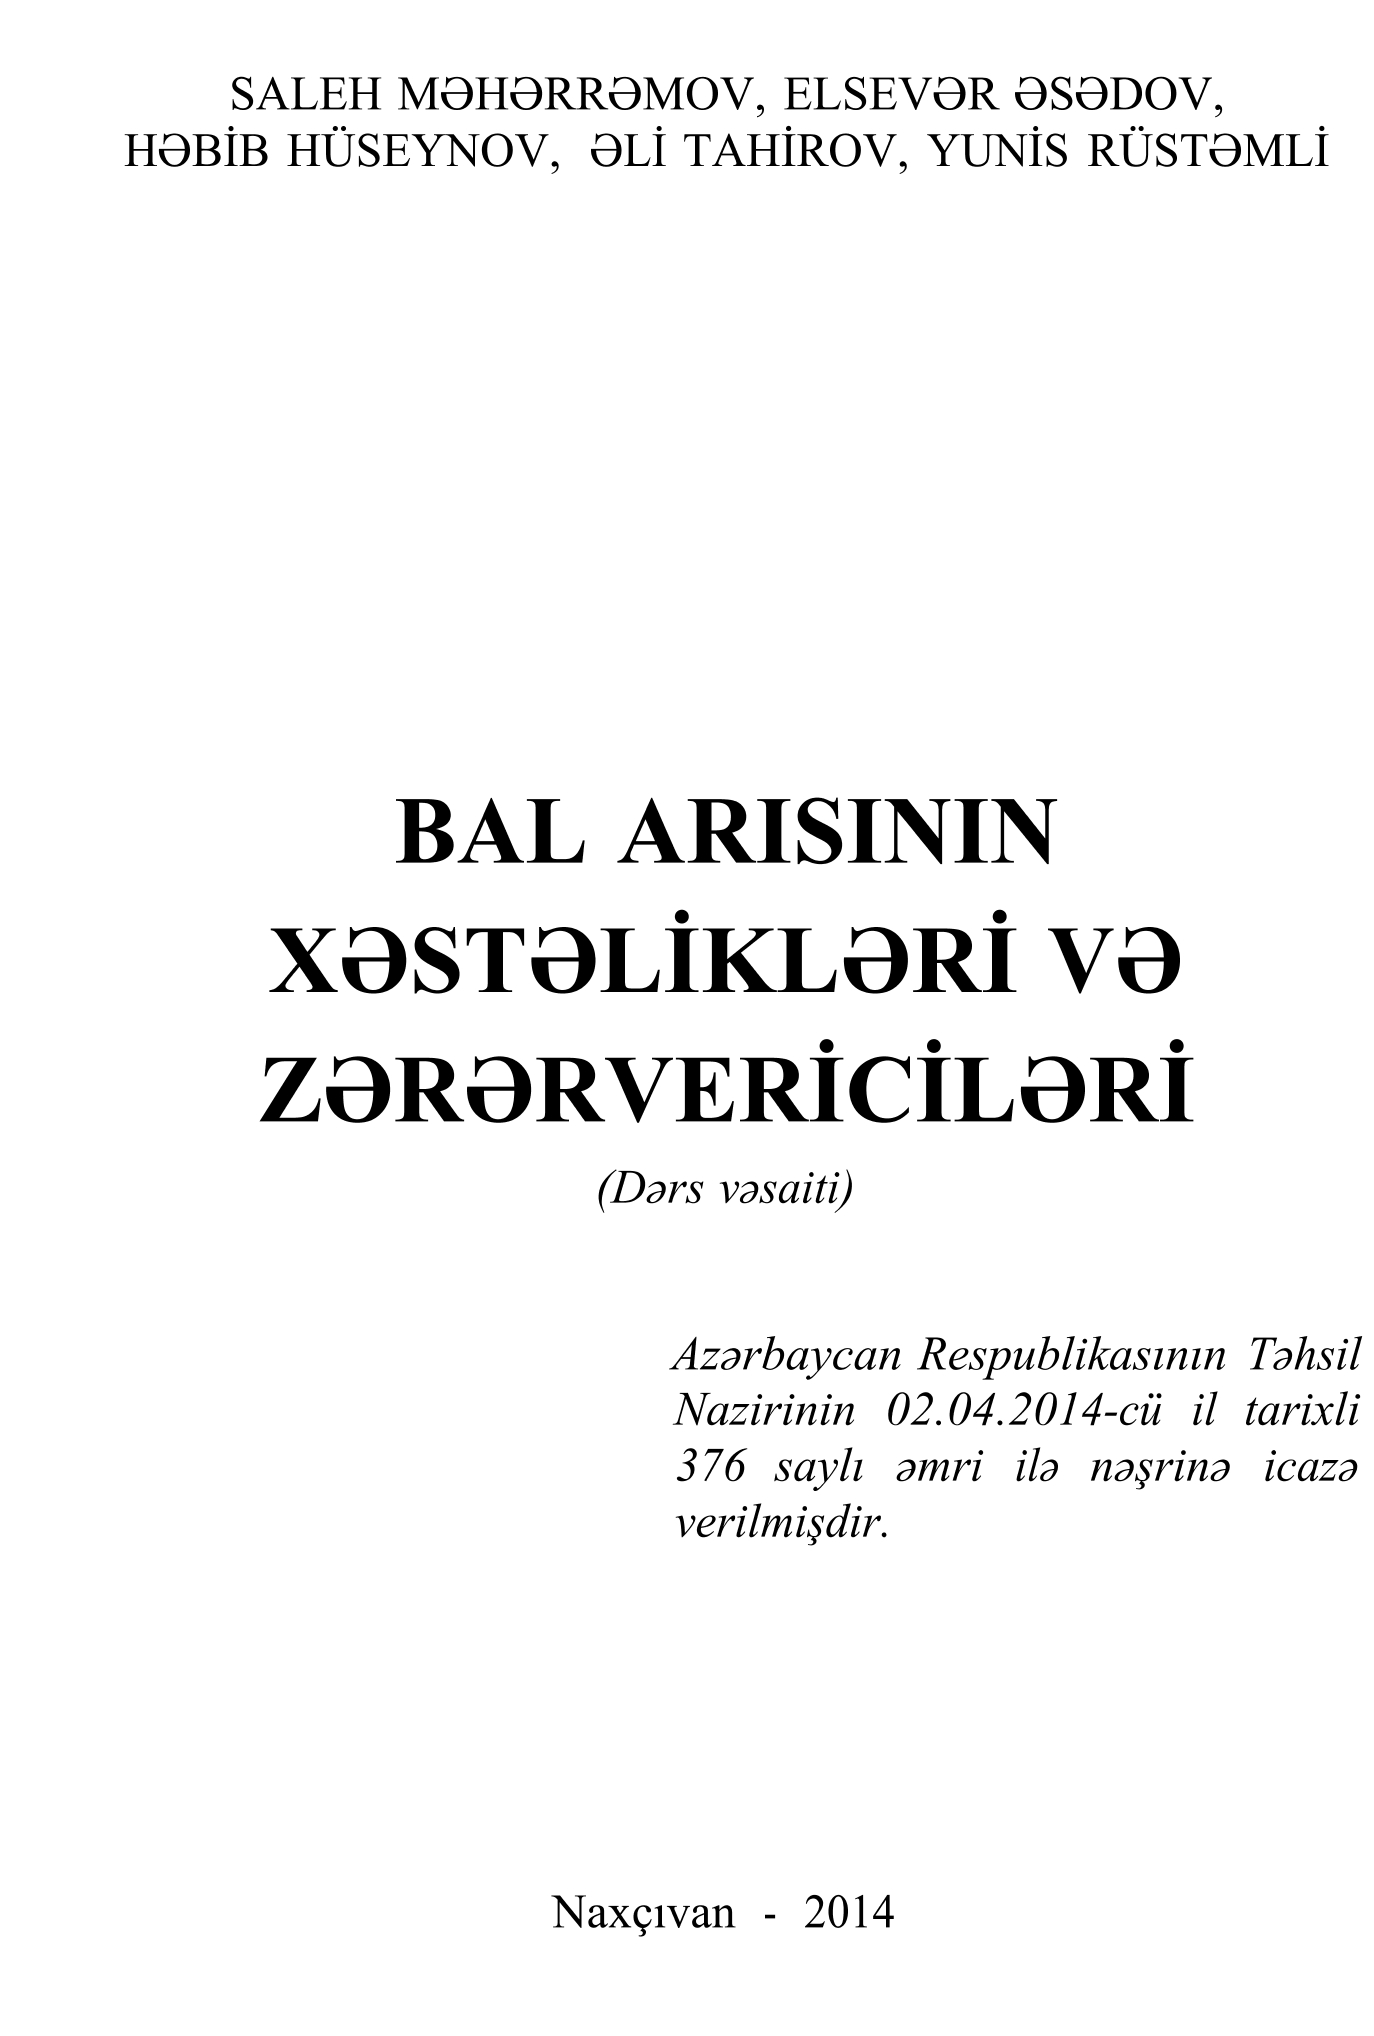 SALEH MƏHƏRRƏMOV, ELSEVƏR ƏSƏDOV,
HƏBİB HÜSEYNOV, ƏLİ TAHİROV, YUNİS RÜSTƏMLİ
BAL ARISININ
XƏSTƏLİKLƏRİ VƏ
ZƏRƏRVERİCİLƏRİ
(Dərs vəsaiti)
Azərbaycan Respublikasının Təhsil
Nazirinin 02.04.2014-cü il tarixli
376 saylı əmri ilə nəşrinə icazə
verilmişdir.
Naxçıvan - 2014